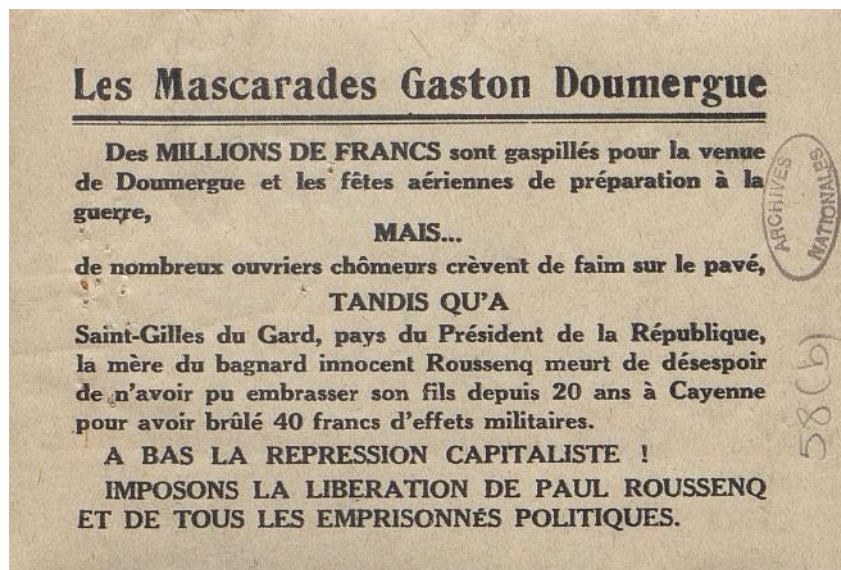 Les Mascarades Gaston Doumergue
Des MILLIONS DE FRANCS sont gaspillés pour la venue
de Doumergue et les fêtes aériennes de préparation à la
guerre,
MAIS...
de nombreux ouvriers chômeurs crèvent de faim sur le pavé,
TANDIS QU'A
Saint-Gilles du Gard, pays du Président de la République,
la mère du bagnard innocent Roussenq meurt de désespoir
de n'avoir pu embrasser son fils depuis 20 ans à Cayenne
pour avoir brûlé 40 francs d'effets militaires.
A BAS LA REPRESSION CAPITALISTE !
IMPOSONS LA LIBERATION DE PAUL ROUSSENQ
ET DE TOUS LES EMPRISONNÉS POLITIQUES.
ARCHIVES
NATIONALES
58(b)